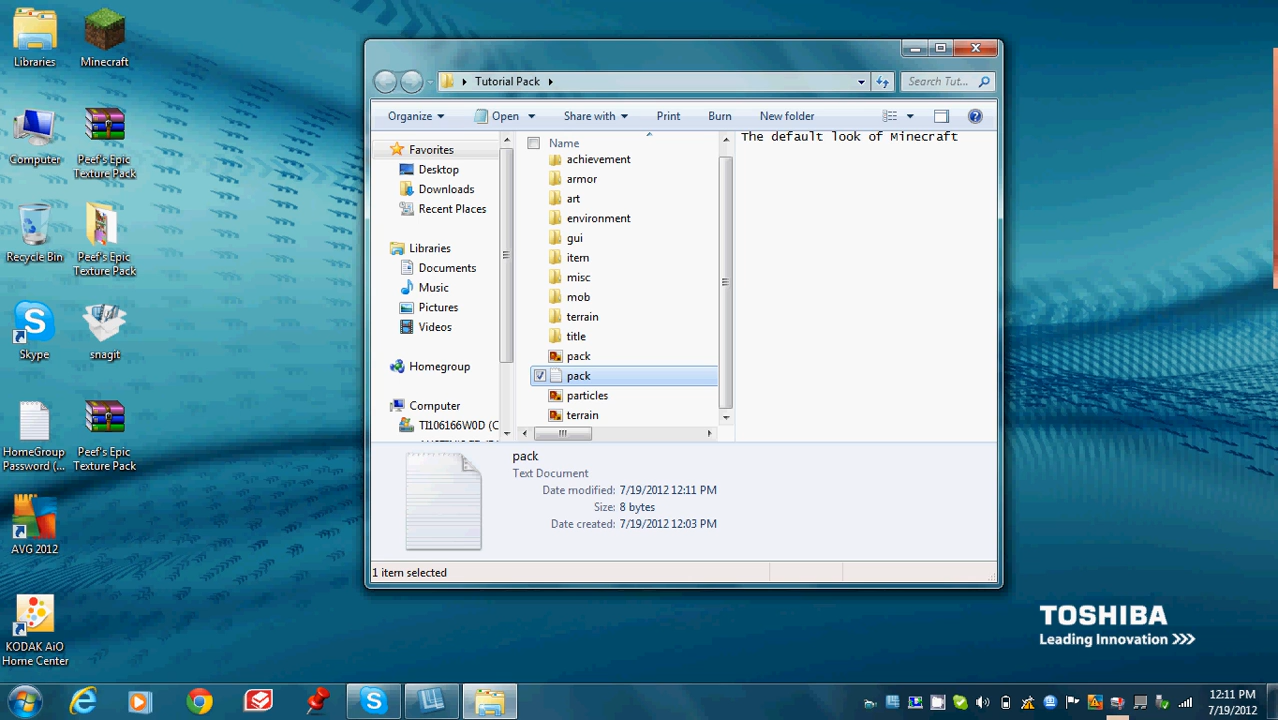 Libraries
Minecraft
Computer
Peef's Epic
Texture Pack
Recycle Bin
Peef's Epic
Texture Pack
Skype
snagit
HomeGroup
Password (...
Peef's Epic
Texture Pack
AVG 2012
KODAK AiO
Home Center
Tutorial Pack
Search Tut...
Organize
Open
Share with
Print
Burn
New folder
Favorites
Desktop
Downloads
Recent Places
Libraries
Documents
Music
Pictures
Videos
Homegroup
Computer
TI106166W0D (C
Name
achievement
armor
art
environment
gui
item
misc
mob
terrain
title
pack
pack
particles
terrain
The default look of Minecraft
pack
Text Document
Date modified: 7/19/2012 12:11 PM
Size: 8 bytes
Date created: 7/19/2012 12:03 PM
1 item selected
TOSHIBA
Leading Innovation >>>
12:11 PM
7/19/2012